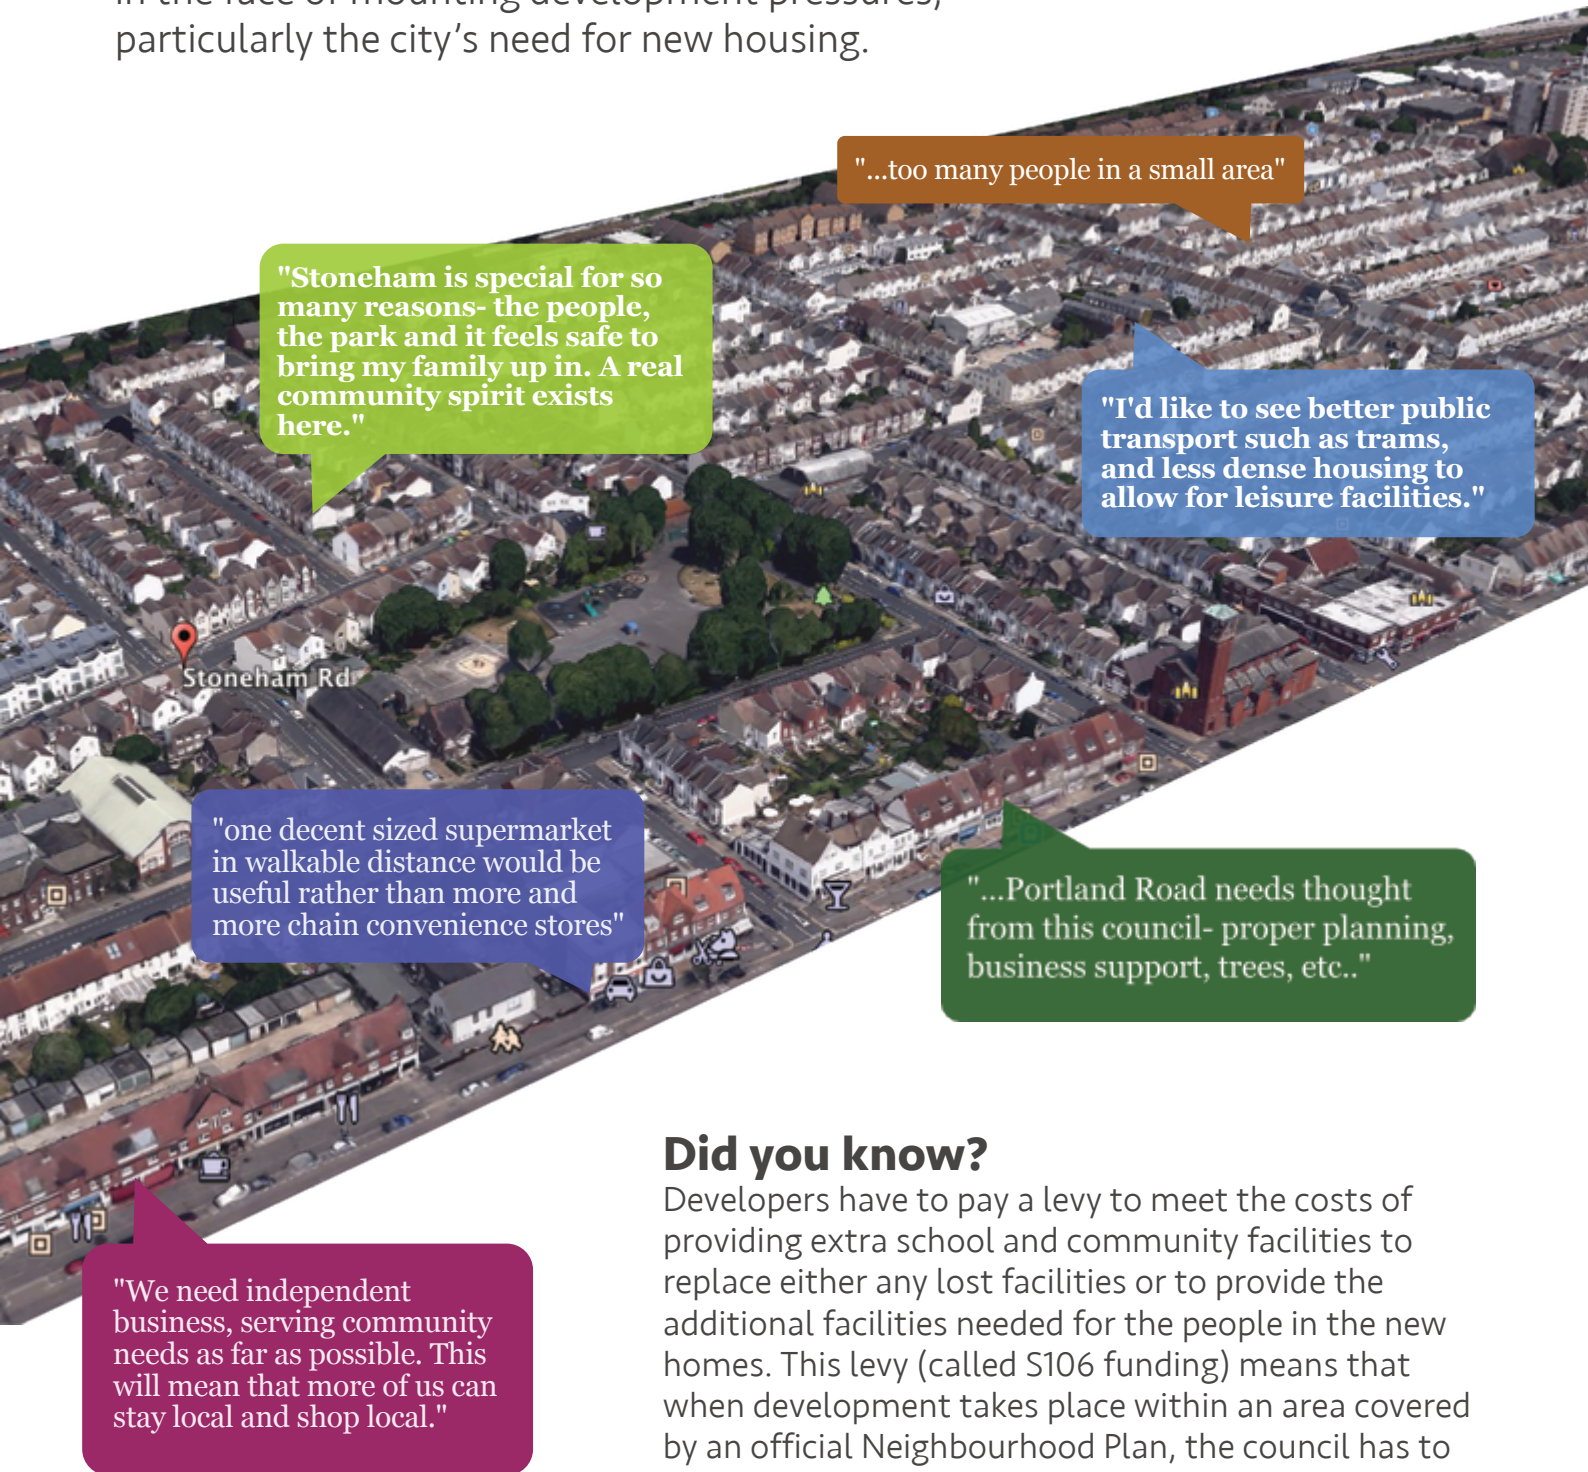 in the face of mounting development pressures,
particularly the city's need for new housing.
"...too many people in a small area"
"Stoneham is special for so
many reasons- the people,
the park and it feels safe to
bring my family up in. A real
community spirit exists
here."
"I'd like to see better public
transport such as trams,
and less dense housing to
allow for leisure facilities."
Stoneham Rd
"one decent sized supermarket
in walkable distance would be
useful rather than more and
more chain convenience stores"
"...Portland Road needs thought
from this council- proper planning,
business support, trees, etc.."
"We need independent
business, serving community
needs as far as possible. This
will mean that more of us can
stay local and shop local."
Did you know?
Developers have to pay a levy to meet the costs of
providing extra school and community facilities to
replace either any lost facilities or to provide the
additional facilities needed for the people in the new
homes. This levy (called S106 funding) means that
when development takes place within an area covered
by an official Neighbourhood Plan, the council has to